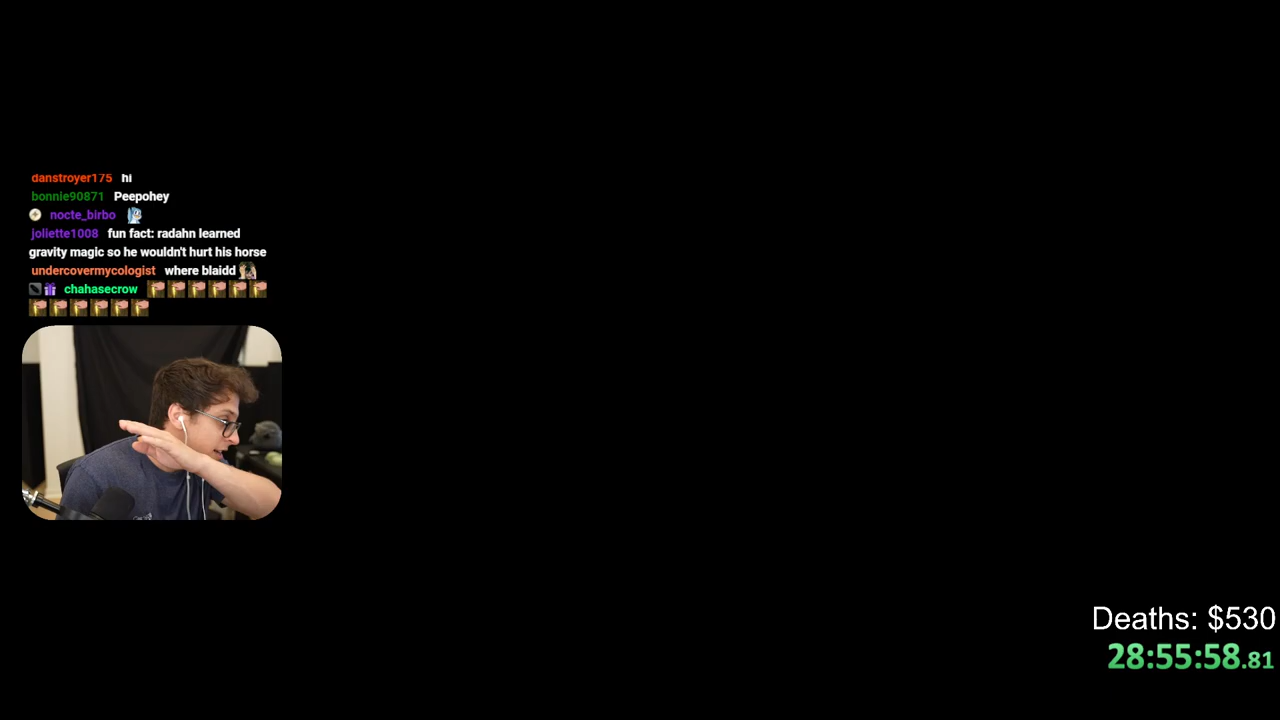 danstroyer175 hi
bonnie90871 Peepohey
nocte_birbo
joliette1008 fun fact: radahn learned
gravity magic so he wouldn't hurt his horse
undercovermycologist where blaidd
chahasecrow
Deaths: $530
28:55:58.81